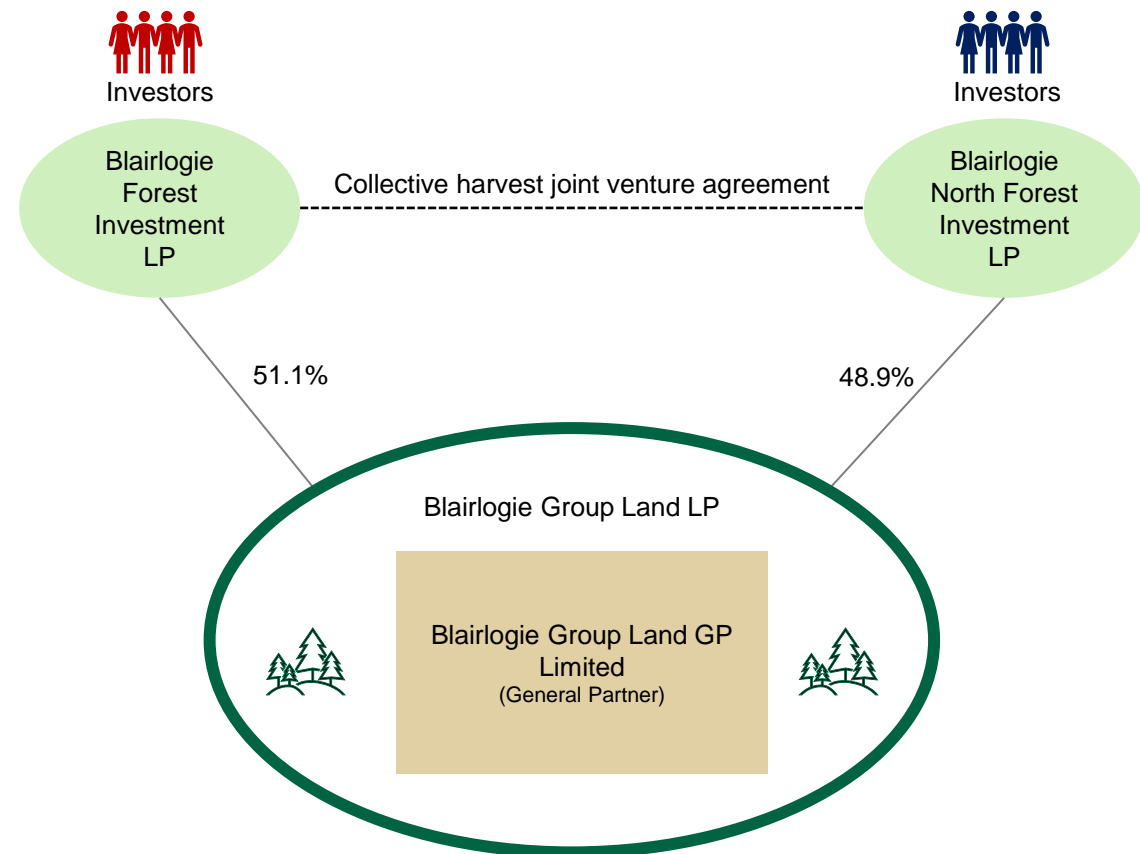 Investors
Investors
Blairlogie
Forest
Investment
LP
Collective harvest joint venture agreement
Blairlogie
North Forest
Investment
LP
51.1%
48.9%
Blairlogie Group Land LP
Blairlogie Group Land GP
Limited
(General Partner)